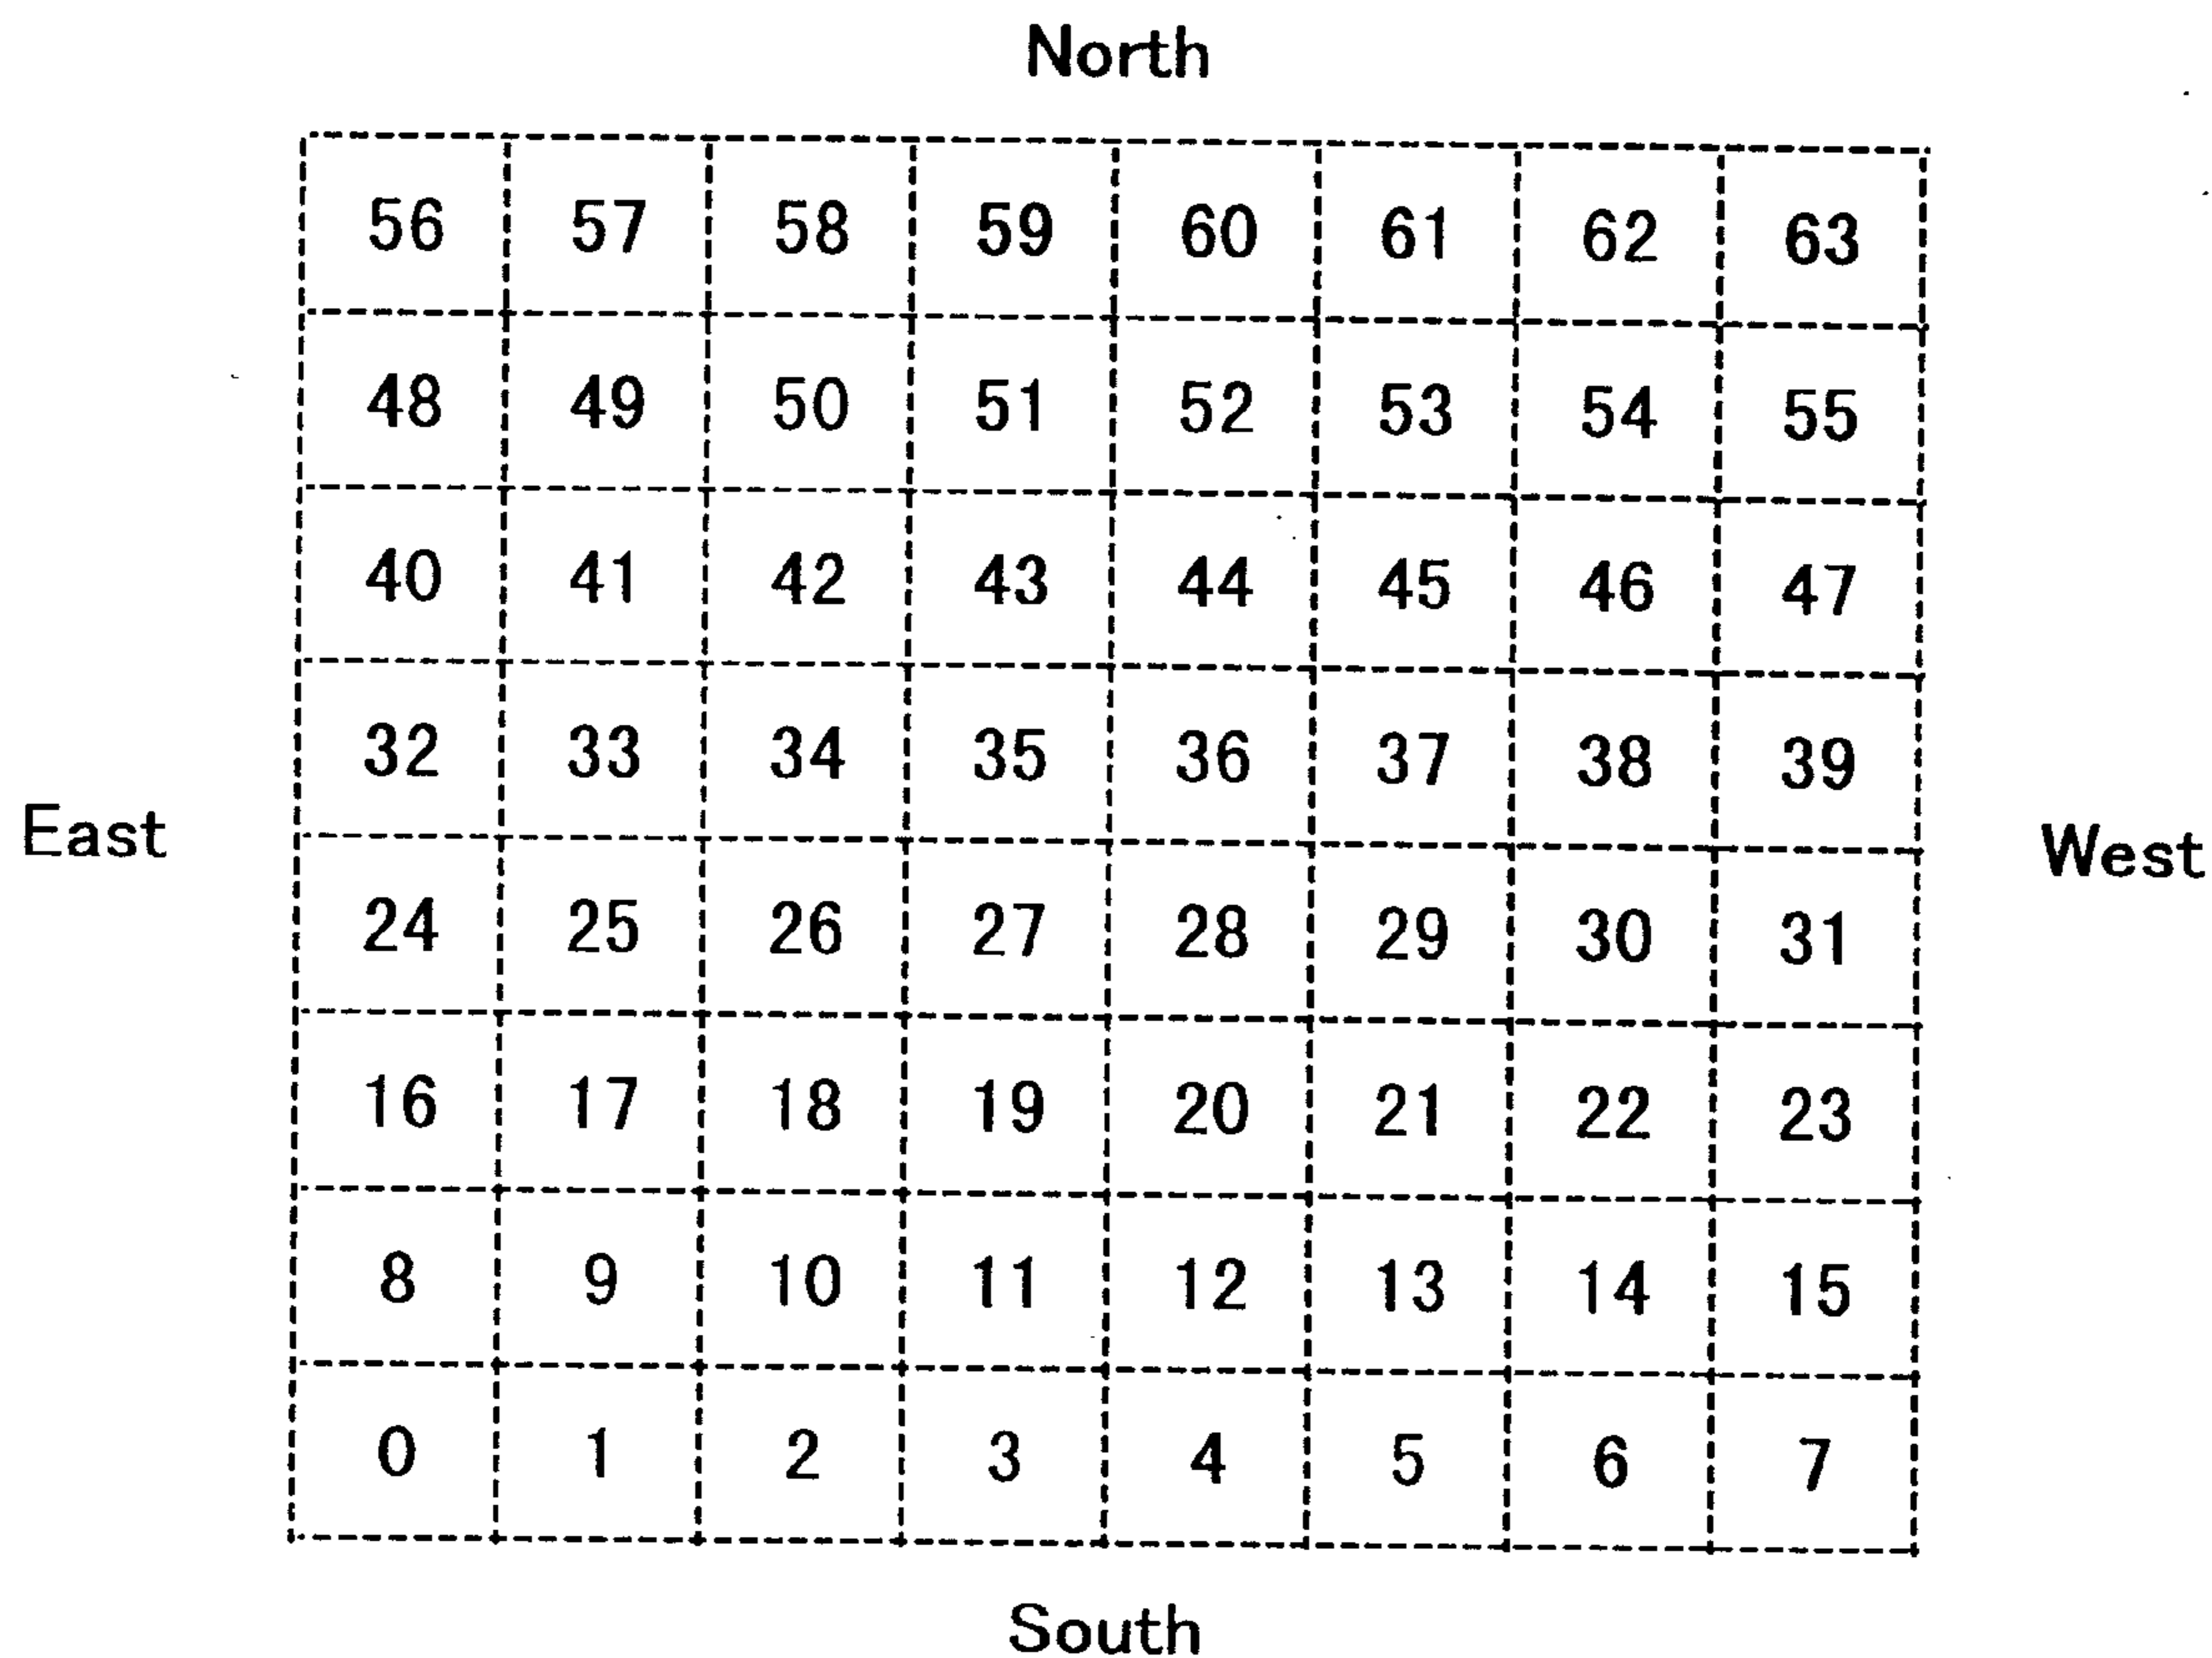 North
56 57 58 59 60 61 62 63
48 49 50 51 52 53 54 55
40 41 42 43 44 45 46 47
32 33 34 35 36 37 38 39
East
West
24 25 26 27 28 29 30 31
16 17 18 19 20 21 22 23
8 9 10 11 12 13 14 15
0 1 2 3 4 5 6 7
South